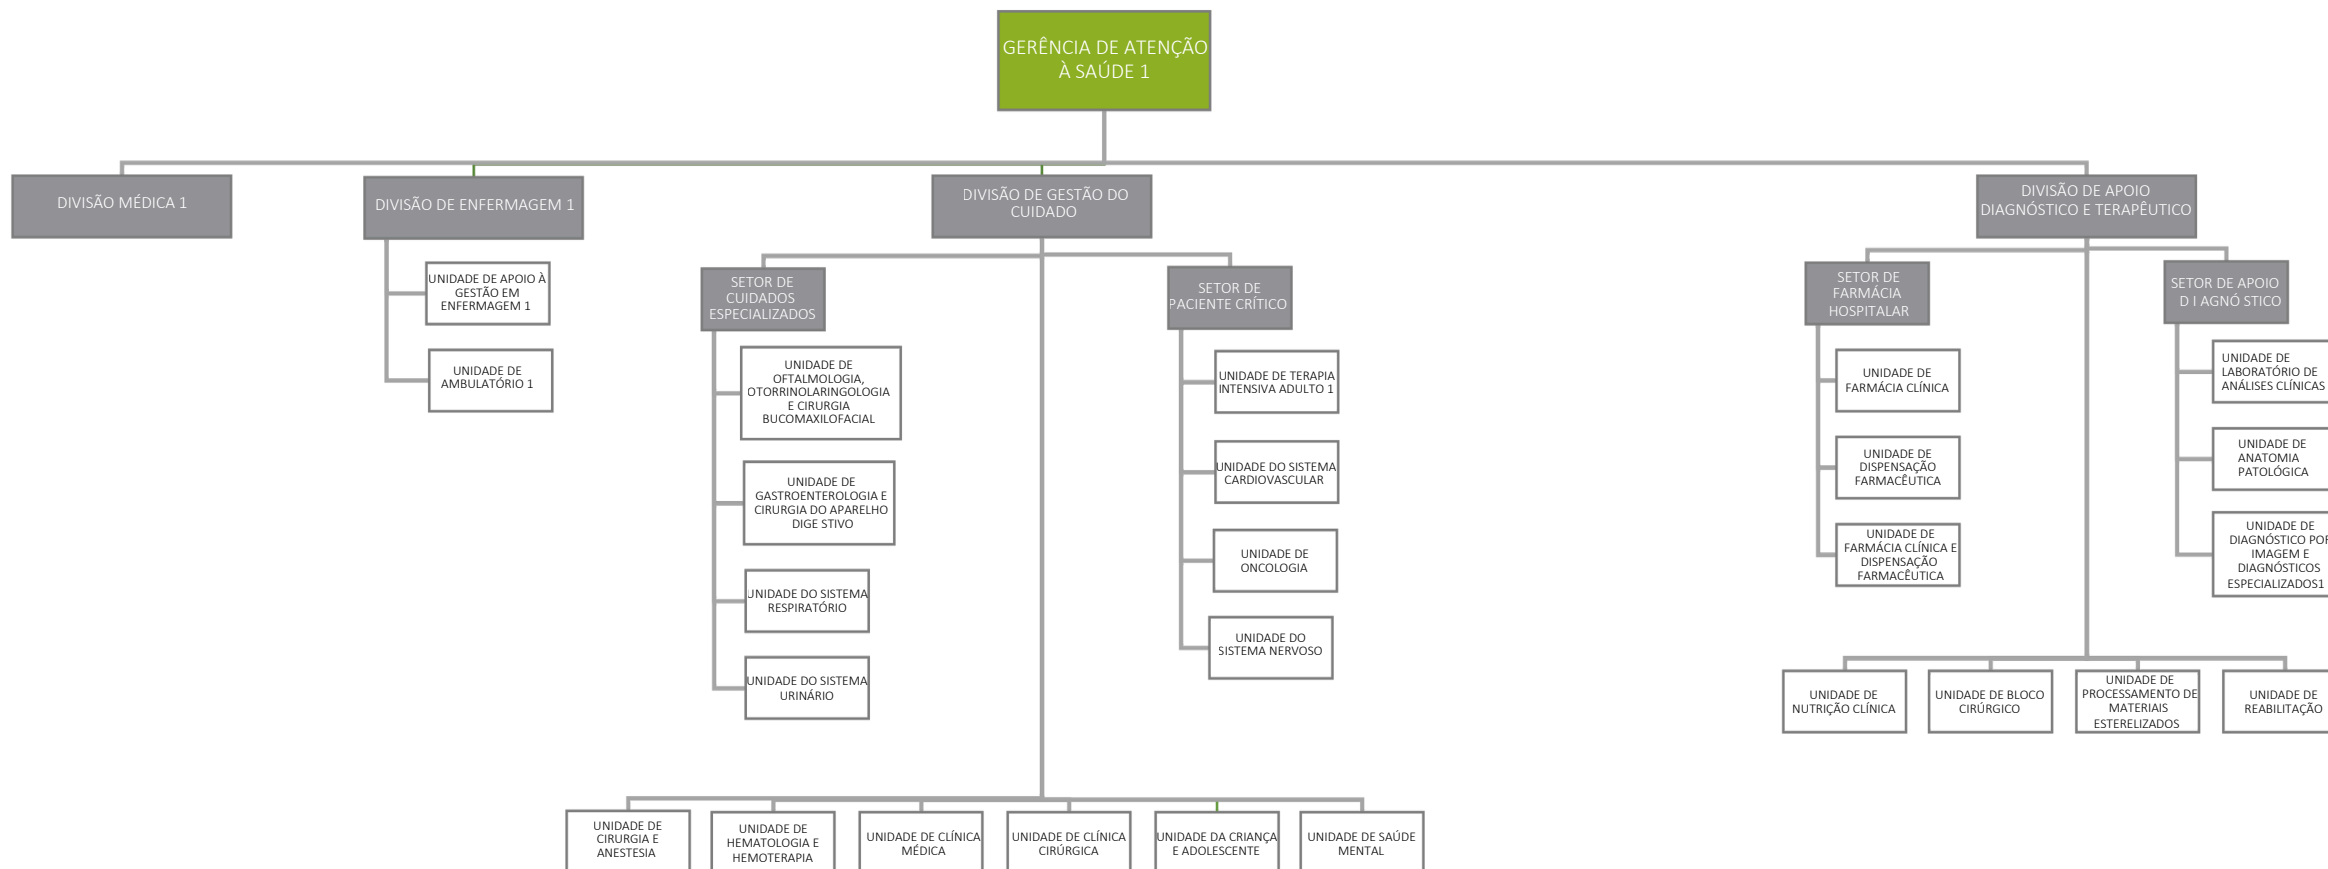 GERÊNCIA DE ATENÇÃO
À SAÚDE 1
DIVISÃO MÉDICA 1
DIVISÃO DE ENFERMAGEM 1
DIVISÃO DE GESTÃO DO
CUIDADO
DIVISÃO DE APOIO
DIAGNÓSTICO E TERAPÊUTICO
UNIDADE DE APOIO À
GESTÃO EM
ENFERMAGEM 1
UNIDADE DE
AMBULATÓRIO 1
SETOR DE
CUIDADOS
ESPECIALIZADOS
UNIDADE DE
OFTALMOLOGIA,
OTORRINOLARINGOLOGIA
E CIRURGIA
BUCOMAXILOFACIAL
UNIDADE DE
GASTROENTEROLOGIA E
CIRURGIA DO APARELHO
DIGE STIVO
UNIDADE DO SISTEMA
RESPIRATÓRIO
UNIDADE DO SISTEMA
URINÁRIO
SETOR DE
PACIENTE CRÍTICO
UNIDADE DE TERAPIA
INTENSIVA ADULTO 1
UNIDADE DO SISTEMA
CARDIOVASCULAR
UNIDADE DE
ONCOLOGIA
UNIDADE DO
SISTEMA NERVOSO
UNIDADE DE
CIRURGIA E
ANESTESIA
UNIDADE DE
HEMATOLOGIA E
HEMOTERAPIA
UNIDADE DE CLÍNICA
MÉDICA
UNIDADE DE CLÍNICA
CIRÚRGICA
UNIDADE DA CRIANÇA
E ADOLESCENTE
UNIDADE DE SAÚDE
MENTAL
SETOR DE
FARMÁCIA
HOSPITALAR
UNIDADE DE
FARMÁCIA CLÍNICA
UNIDADE DE
DISPENSAÇÃO
FARMACÊUTICA
UNIDADE DE
FARMÁCIA CLÍNICA E
DISPENSAÇÃO
FARMACÊUTICA
SETOR DE APOIO
D I AGNÓ STICO
UNIDADE DE
LABORATÓRIO DE
ANÁLISES CLÍNICAS
UNIDADE DE
ANATOMIA
PATOLÓGICA
UNIDADE DE
DIAGNÓSTICO POR
IMAGEM E
DIAGNÓSTICOS
ESPECIALIZADOS1
UNIDADE DE
NUTRIÇÃO CLÍNICA
UNIDADE DE BLOCO
CIRÚRGICO
UNIDADE DE
PROCESSAMENTO DE
MATERIAIS
ESTERELIZADOS
UNIDADE DE
REABILITAÇÃO